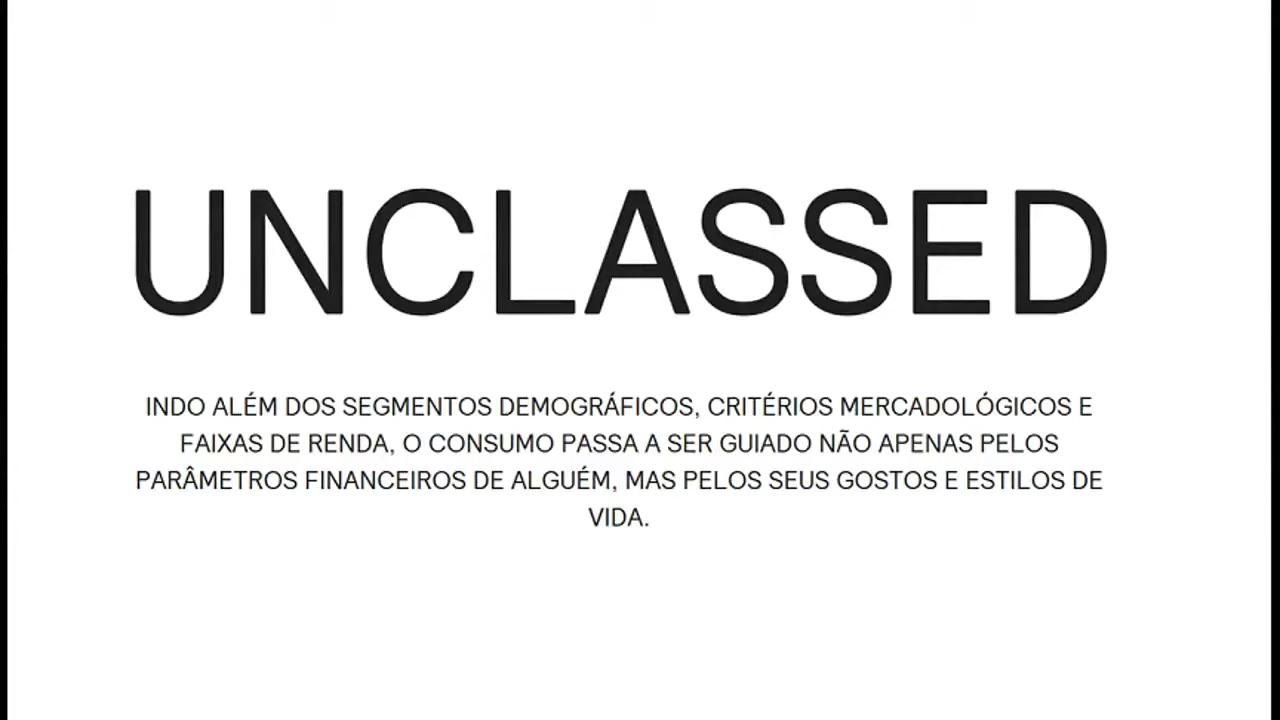 UNCLASSED
INDO ALÉM DOS SEGMENTOS DEMOGRÁFICOS, CRITÉRIOS MERCADOLÓGICOS E
FAIXAS DE RENDA, O CONSUMO PASSA A SER GUIADO NÃO APENAS PELOS
PARÂMETROS FINANCEIROS DE ALGUÉM, MAS PELOS SEUS GOSTOS E ESTILOS DE
VIDA.